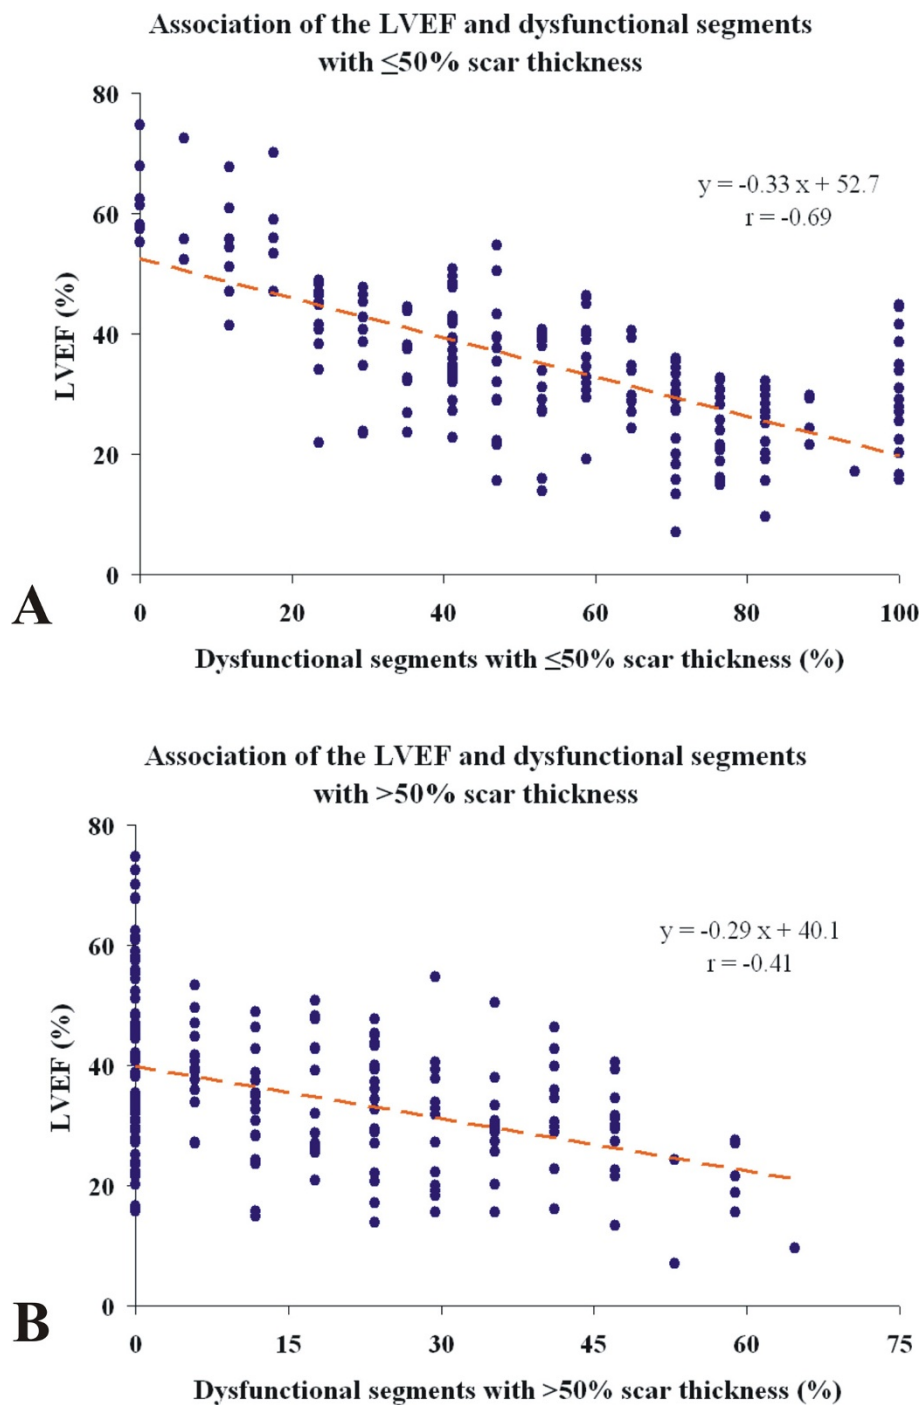 Association of the LVEF and dysfunctional segments
with ≤50% scar thickness
80
y = -0.33 x + 52.7
r = -0.69
60
LVEF (%)
40
20
0
A
0 20 40 60 80 100
Dysfunctional segments with ≤50% scar thickness (%)
Association of the LVEF and dysfunctional segments
with >50% scar thickness
80
y = -0.29 x + 40.1
r = -0.41
60
LVEF (%)
40
20
0
B
0 15 30 45 60 75
Dysfunctional segments with >50% scar thickness (%)